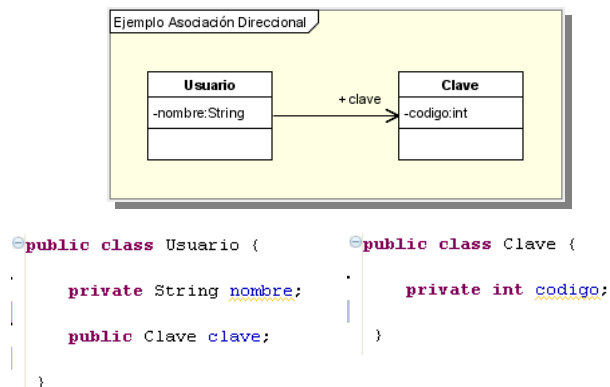 Ejemplo Asociación Direccional
Usuario
-nombre:String
+ clave
Clave
-codigo:int
public class Usuario {
private String nombre;
public Clave clave;
}
public class Clave {
private int codigo;
}